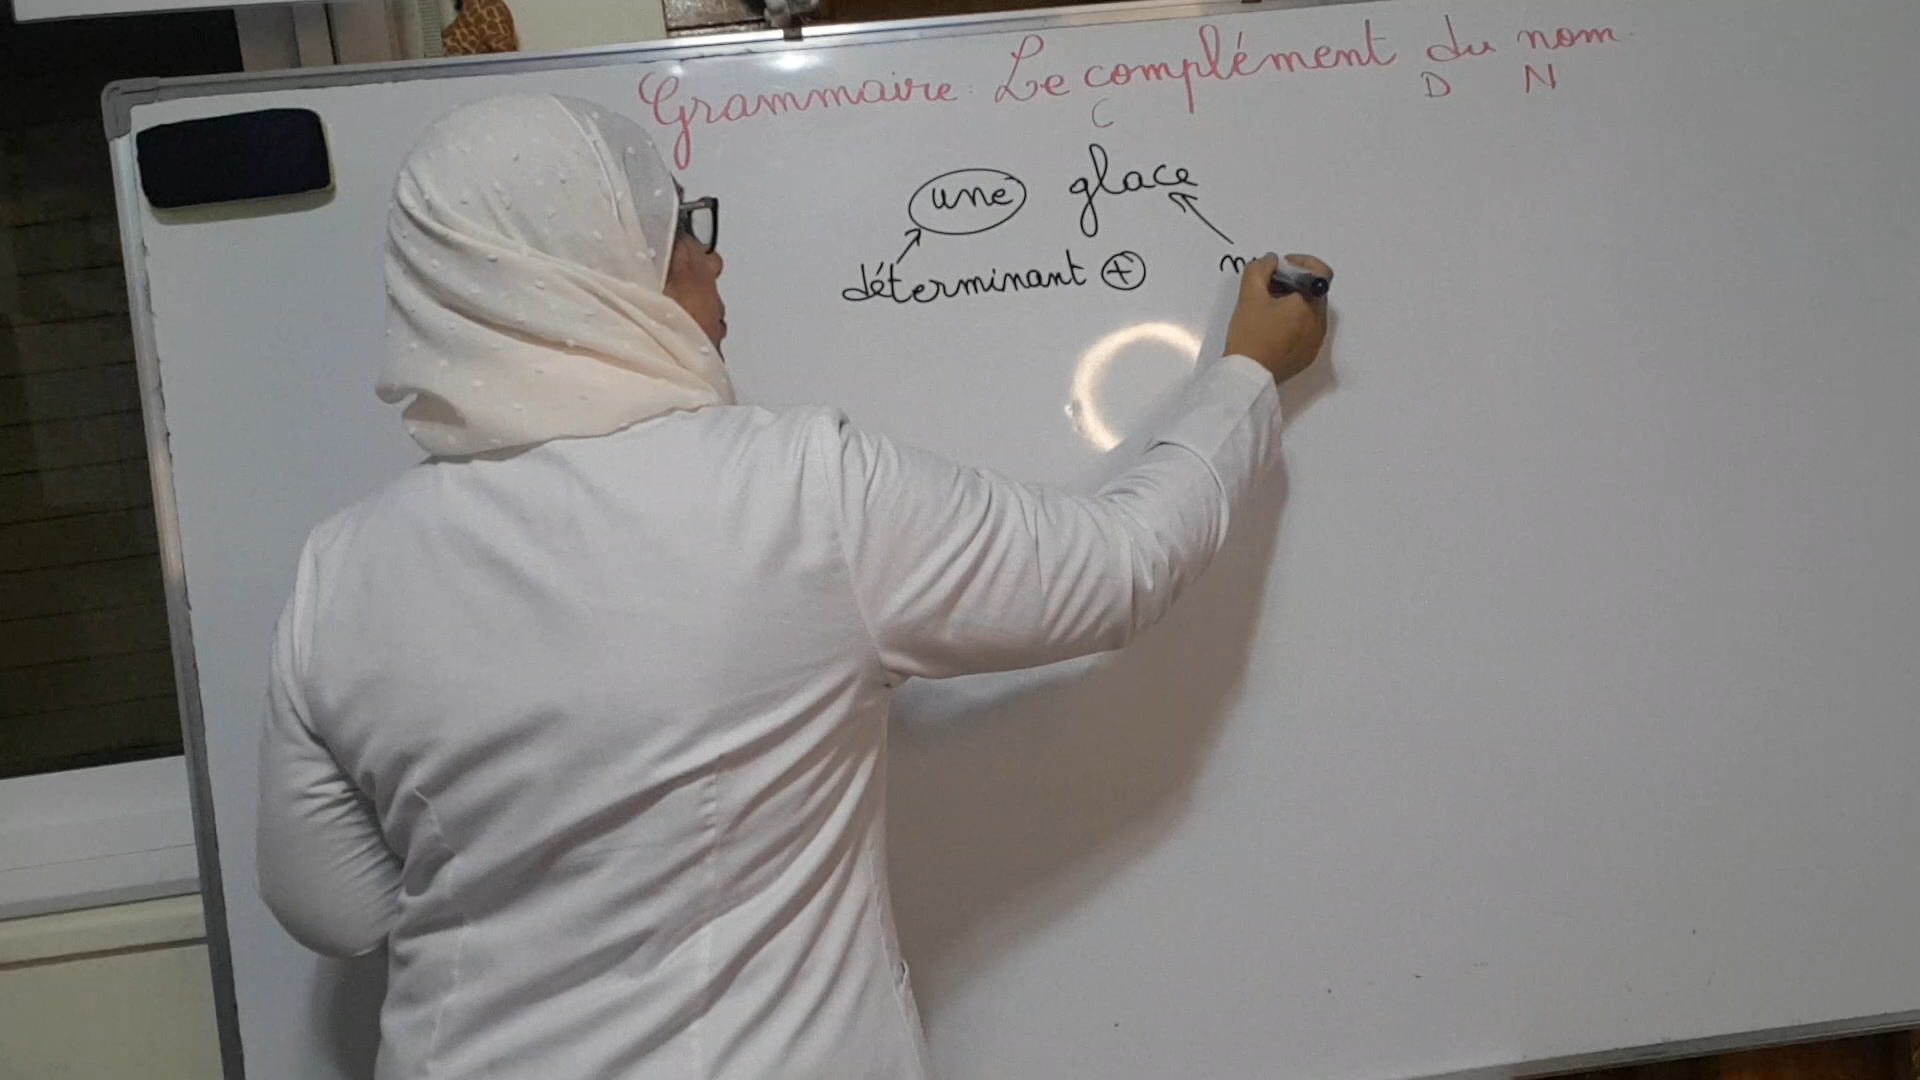 Grammaire : Le complément du nom.
C D N
une glace
déterminant +